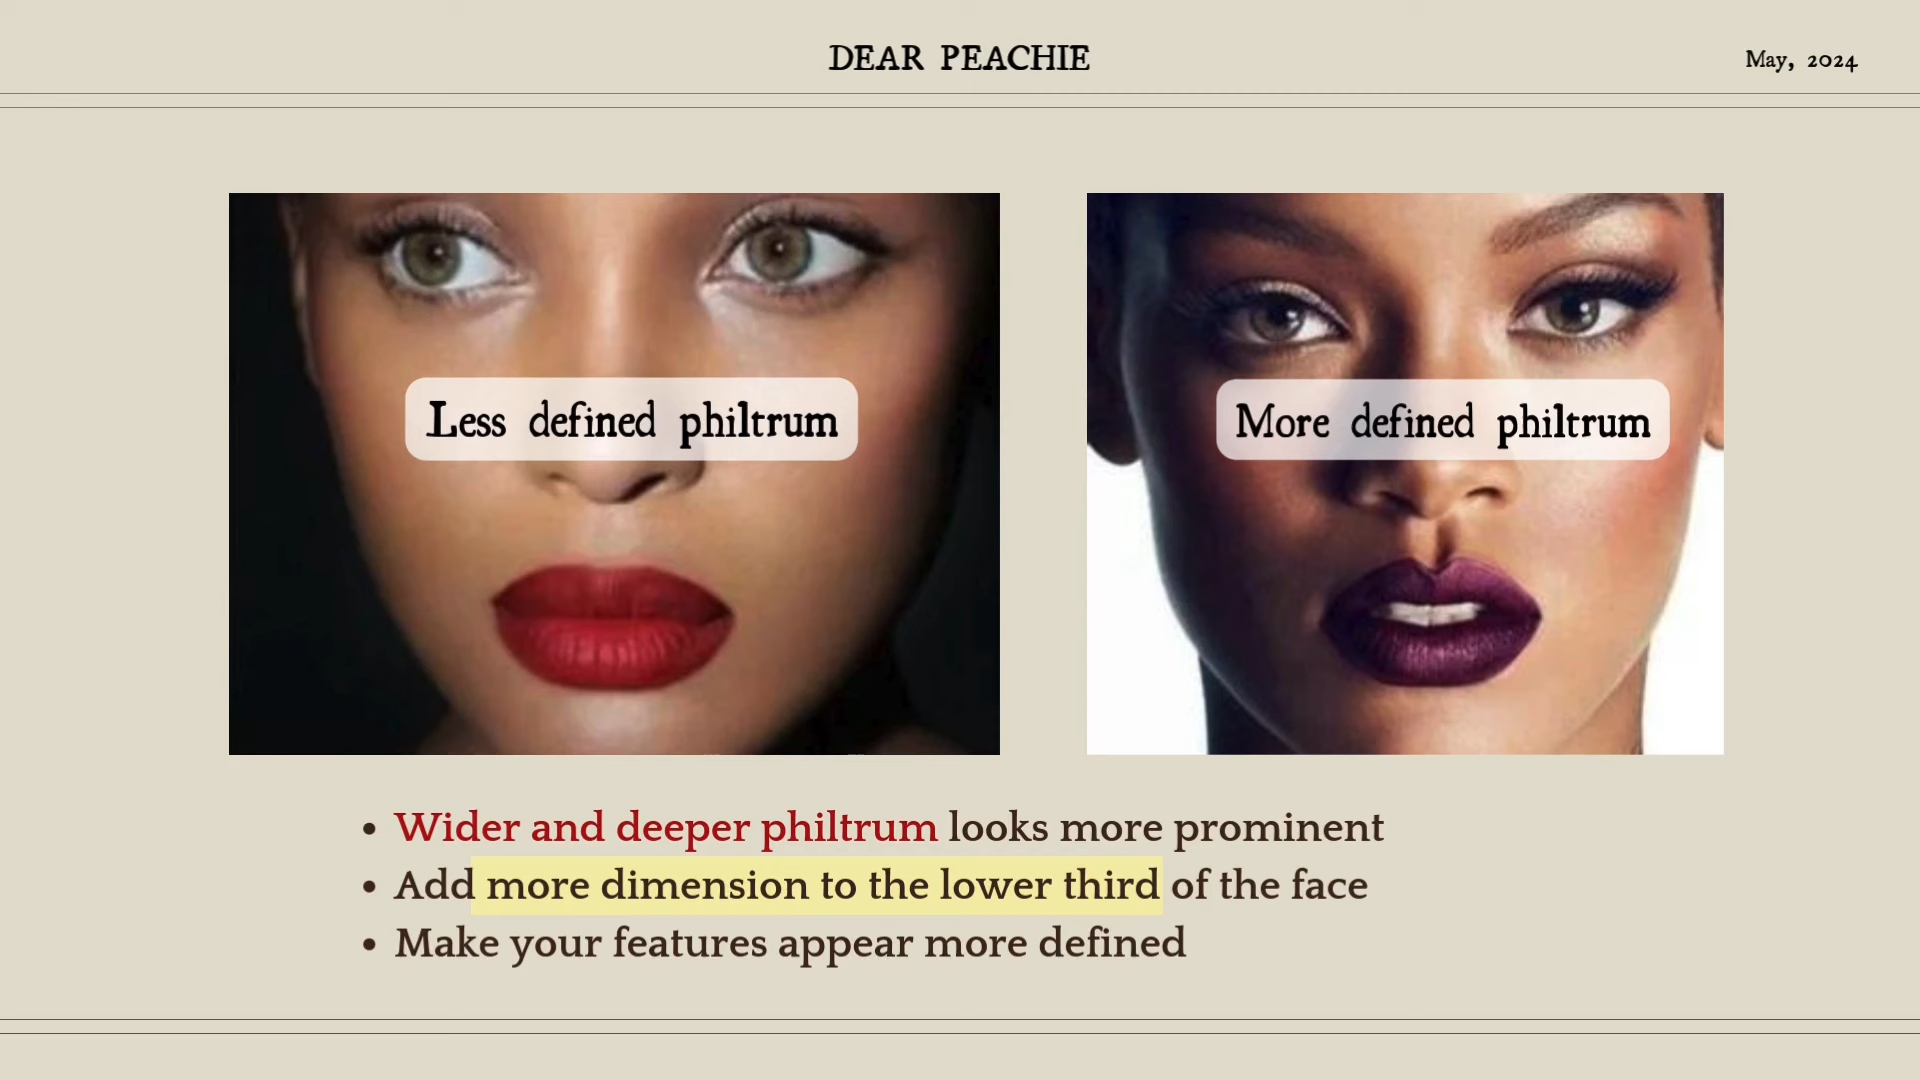 DEAR PEACHIE
May, 2024
Less defined philtrum
More defined philtrum
• Wider and deeper philtrum looks more prominent
• Add more dimension to the lower third of the face
• Make your features appear more defined